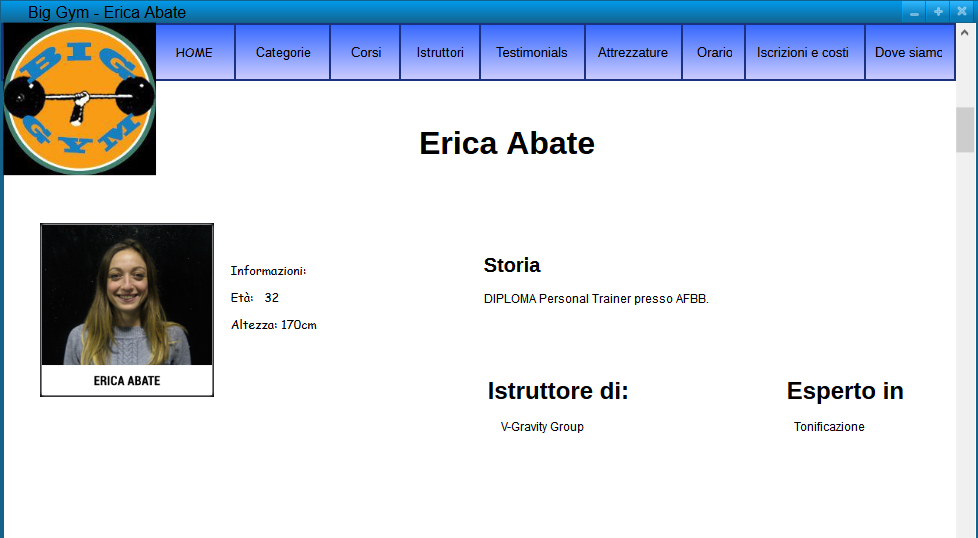 Big Gym - Erica Abate
BIG
GYM
HOME
Categorie
Corsi
Istruttori
Testimonials
Attrezzature
Orario
Iscrizioni e costi
Dove siamo
Erica Abate
ERICA ABATE
Informazioni:
Età: 32
Altezza: 170cm
Storia
DIPLOMA Personal Trainer presso AFBB.
Istruttore di:
V-Gravity Group
Esperto in
Tonificazione